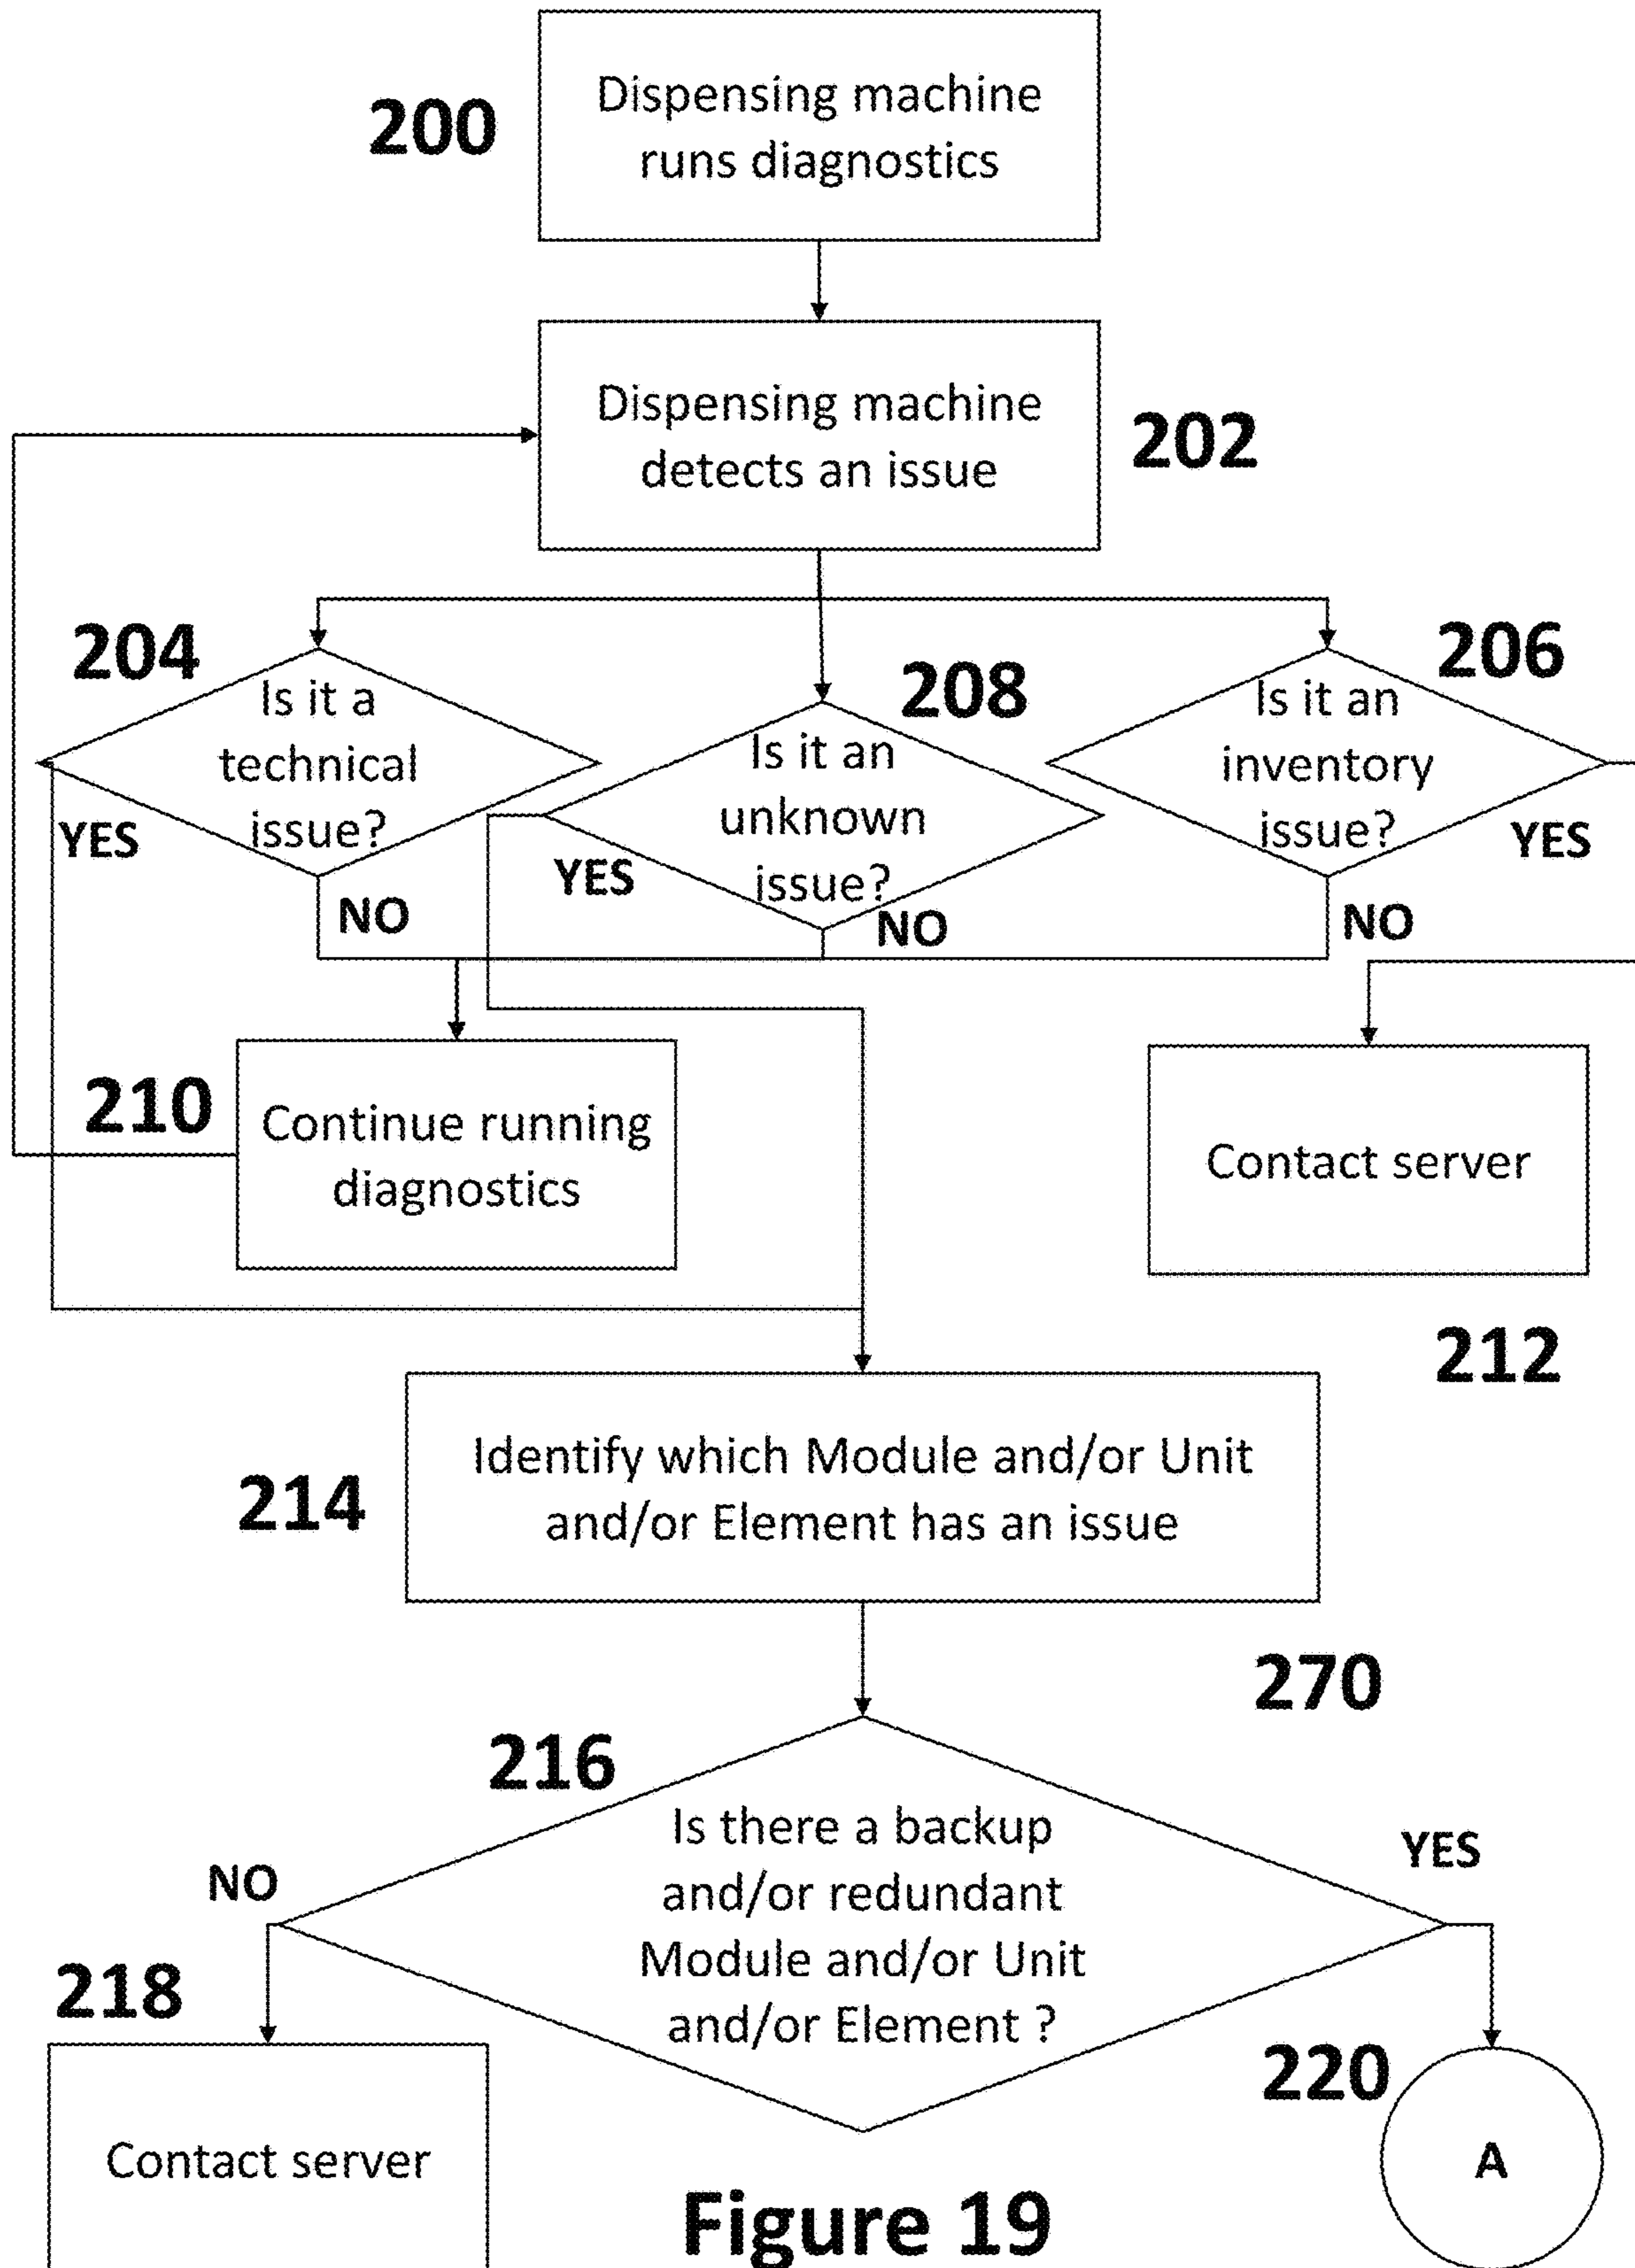 200
Dispensing machine
runs diagnostics
Dispensing machine
detects an issue
202
204
Is it a
technical
issue?
YES
NO
208
Is it an
unknown
issue?
YES
NO
206
Is it an
inventory
issue?
YES
NO
210
Continue running
diagnostics
Contact server
212
214
Identify which Module and/or Unit
and/or Element has an issue
270
216
Is there a backup
and/or redundant
Module and/or Unit
and/or Element ?
NO
YES
218
Contact server
220
A
Figure 19